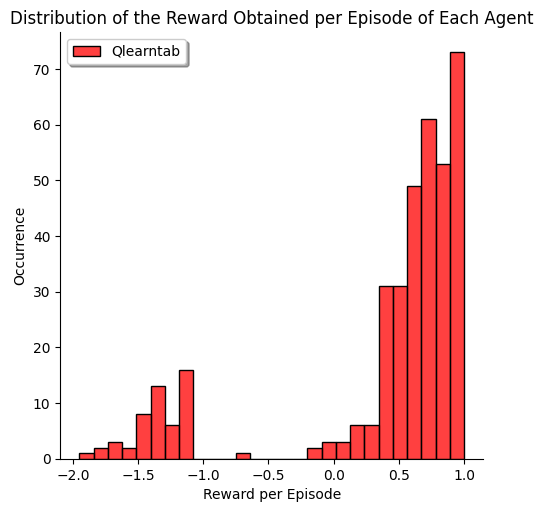 Distribution of the Reward Obtained per Episode of Each Agent
Qlearntab
70
60
50
40
30
20
10
0
Occurrence
−2.0 −1.5 −1.0 −0.5 0.0 0.5 1.0
Reward per Episode